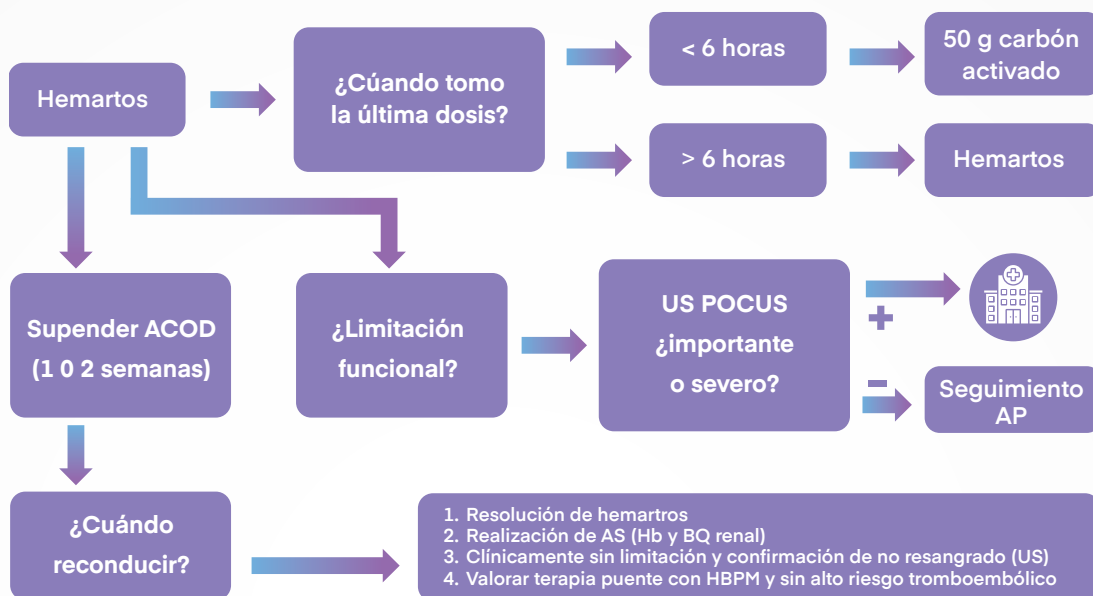 Hemartos
¿Cúando tomo
la última dosis?
< 6 horas
50 g carbón
activado
> 6 horas
Hemartos
Supender ACOD
(1 0 2 semanas)
¿Limitación
funcional?
US POCUS
¿importante
o severo?
+
−
Seguimiento
AP
¿Cuándo
reconducir?
1. Resolución de hemartros
2. Realización de AS (Hb y BQ renal)
3. Clínicamente sin limitación y confirmación de no resangrado (US)
4. Valorar terapia puente con HBPM y sin alto riesgo tromboembólico